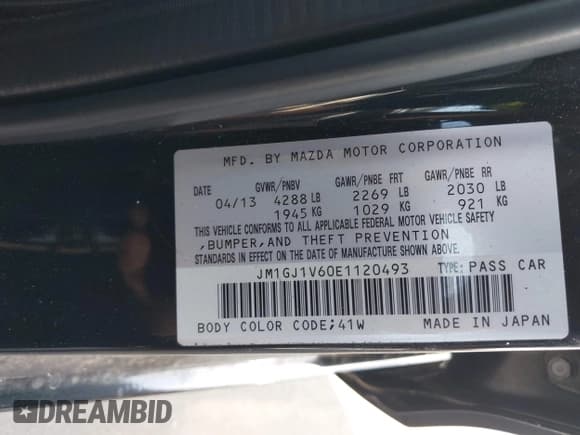 MFD. BY MAZDA MOTOR CORPORATION
DATE GVWR/PNBV GAWR/PNBE FRT GAWR/PNBE RR
04/13 4288 LB 2269 LB 2030 LB
1945 KG 1029 KG 921 KG
THIS VEHICLE CONFORMS TO ALL APPLICABLE FEDERAL MOTOR VEHICLE SAFETY
,BUMPER,AND THEFT PREVENTION
STANDARDS IN EFFECT ON THE DATE OF MANUFACTURE SHOWN ABOVE.
JM1GJ1V60E1120493 TYPE: PASS CAR
BODY COLOR CODE;41W MADE IN JAPAN
DREAMBID